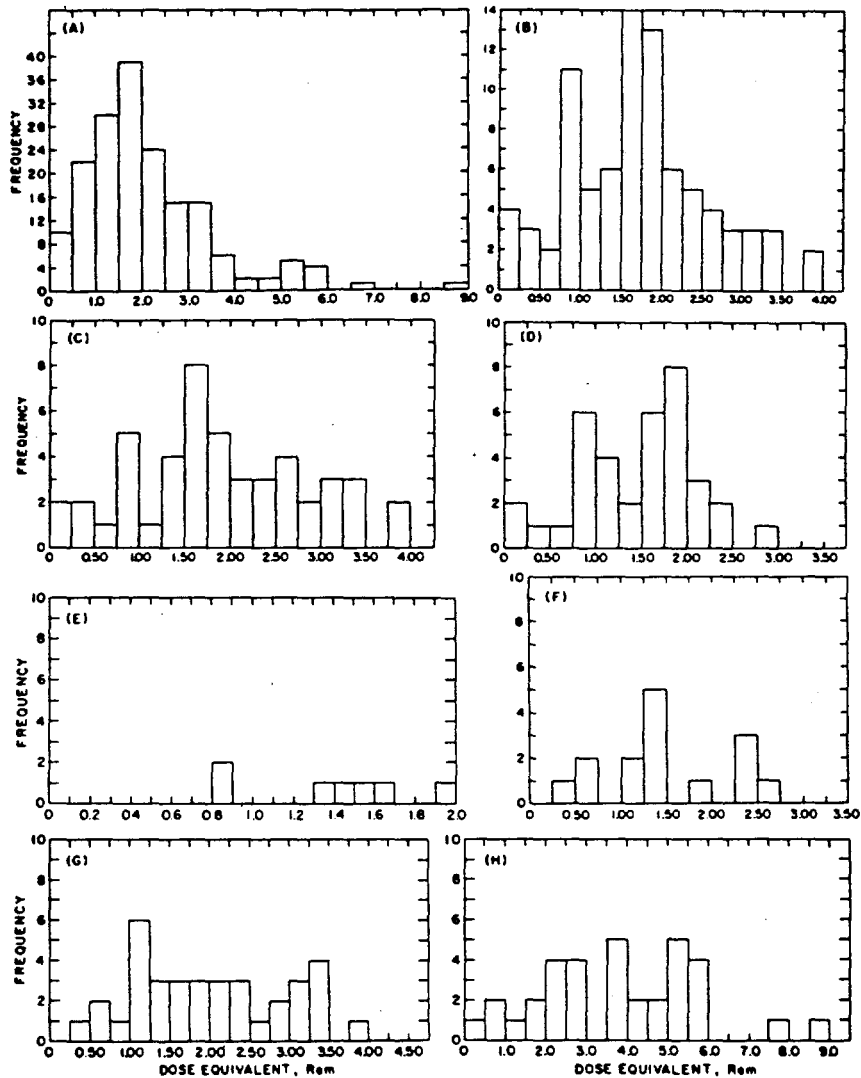 (A)
FREQUENCY
40
36
32
28
24
20
16
12
8
4
0
1.0 2.0 3.0 4.0 5.0 6.0 7.0 8.0 9.0
(B)
14
12
10
8
6
4
2
0
0 0.50 1.00 1.50 2.00 2.50 3.00 3.50 4.00
(C)
FREQUENCY
10
8
6
4
2
0
0 0.50 1.00 1.50 2.00 2.50 3.00 3.50 4.00
(D)
10
8
6
4
2
0
0 0.50 1.00 1.50 2.00 2.50 3.00 3.50
(E)
FREQUENCY
10
8
6
4
2
0
0 0.2 0.4 0.6 0.8 1.0 1.2 1.4 1.6 1.8 2.0
(F)
10
8
6
4
2
0
0 0.50 1.00 1.50 2.00 2.50 3.00 3.50
(G)
FREQUENCY
10
8
6
4
2
0
0 0.50 1.00 1.50 2.00 2.50 3.00 3.50 4.00 4.50
DOSE EQUIVALENT, Rem
(H)
10
8
6
4
2
0
0 1.0 2.0 3.0 4.0 5.0 6.0 7.0 8.0 9.0
DOSE EQUIVALENT, Rem